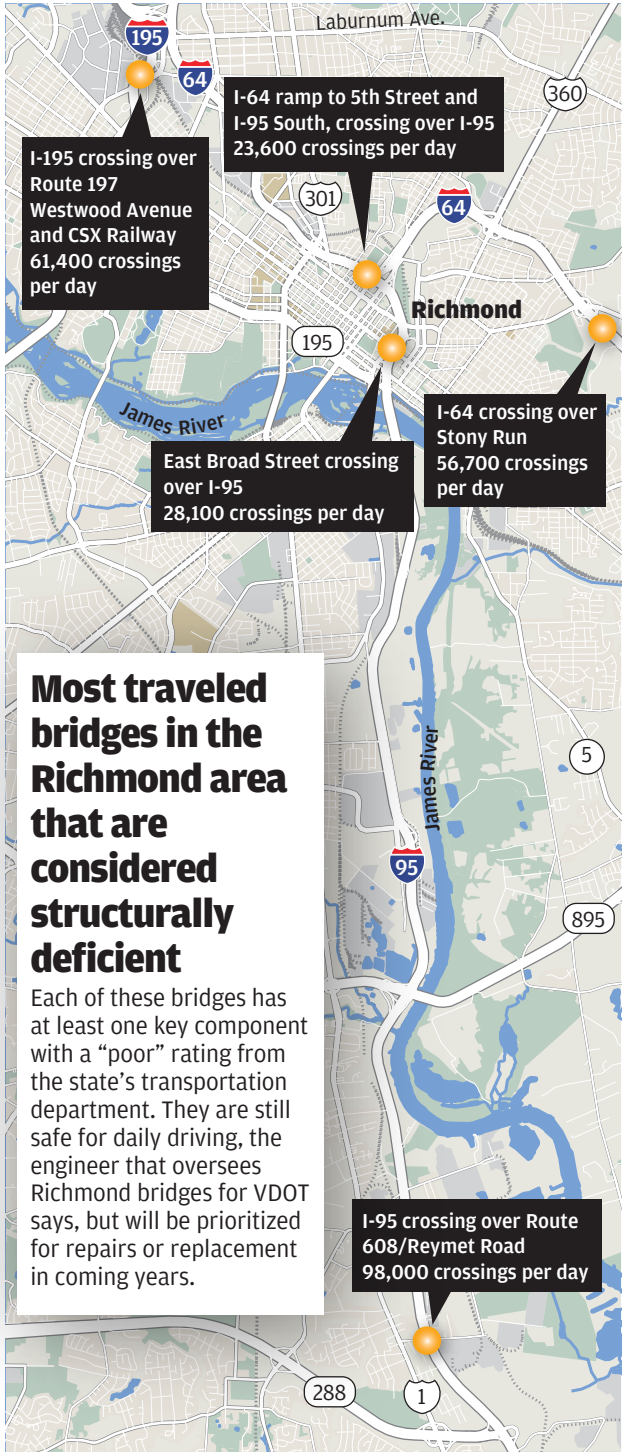 Laburnum Ave.
195
64
360
I-64 ramp to 5th Street and
I-95 South, crossing over I-95
23,600 crossings per day
I-195 crossing over
Route 197
Westwood Avenue
and CSX Railway
61,400 crossings
per day
301
64
Richmond
195
James River
I-64 crossing over
Stony Run
56,700 crossings
per day
East Broad Street crossing
over I-95
28,100 crossings per day
Most traveled
bridges in the
Richmond area
that are
considered
structurally
deficient
Each of these bridges has
at least one key component
with a “poor” rating from
the state’s transportation
department. They are still
safe for daily driving, the
engineer that oversees
Richmond bridges for VDOT
says, but will be prioritized
for repairs or replacement
in coming years.
James River
5
95
895
I-95 crossing over Route
608/Reymet Road
98,000 crossings per day
288
1